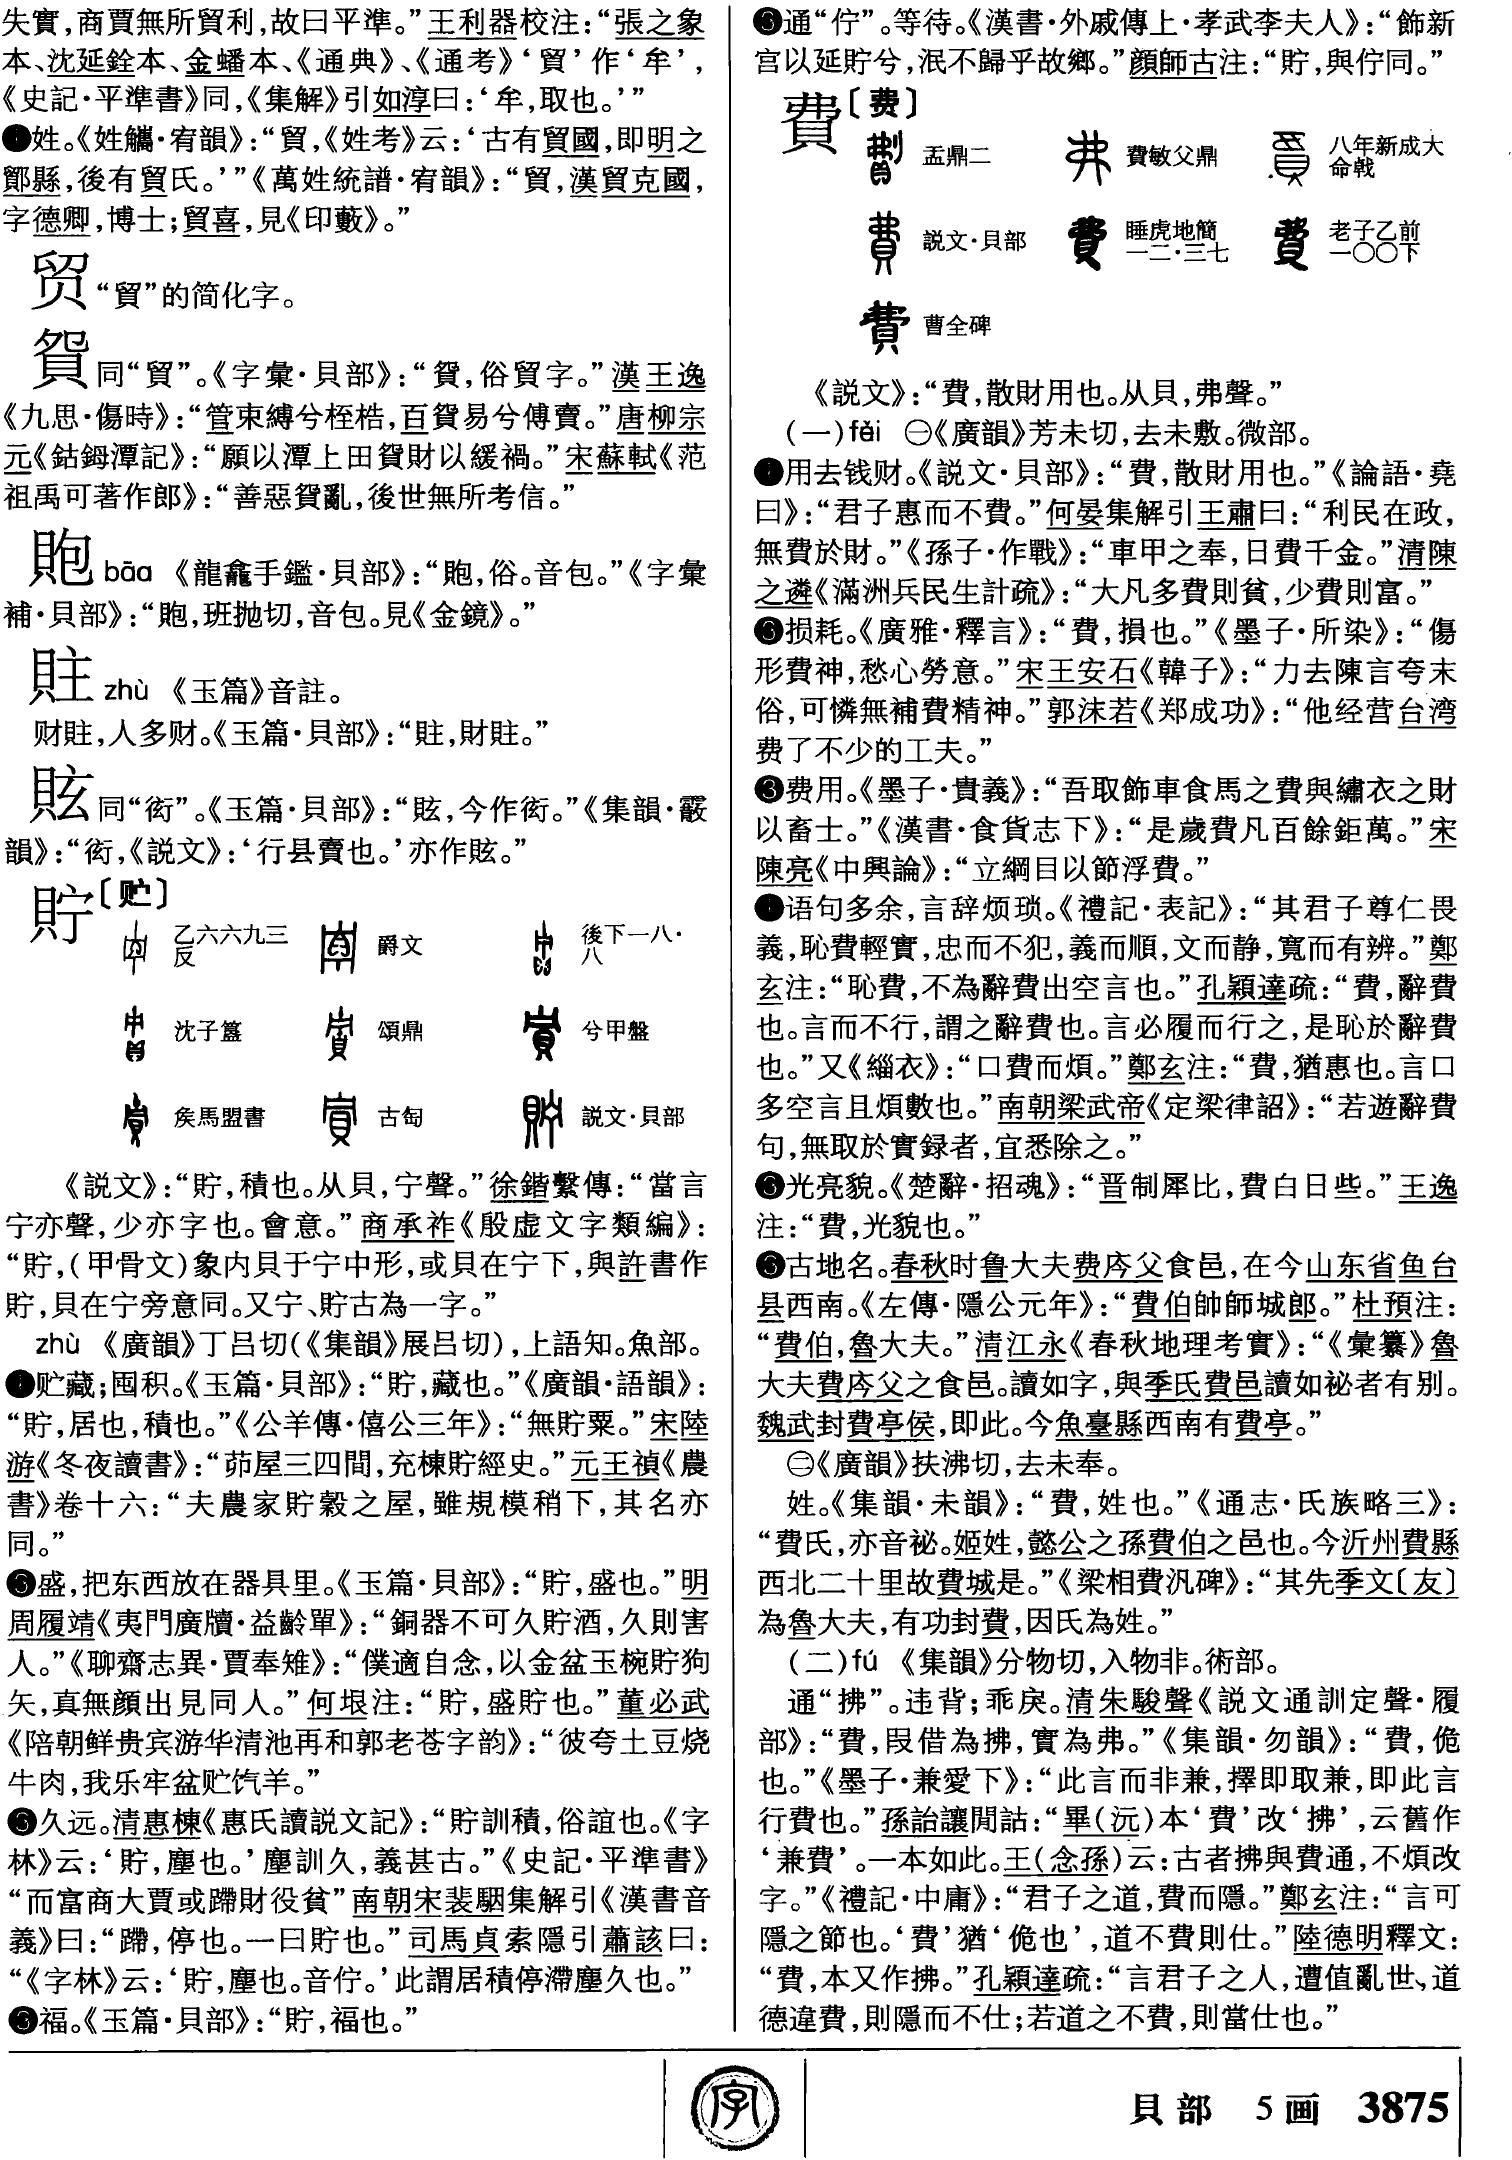 失實，商賈無所貿利，故曰平準。”王利器校注：“張之象
本、沈延銓本、金蟠本、《通典》、《通考》‘貿’作‘牟’，
《史記·平準書》同，《集解》引如淳曰：‘牟，取也。’”
姓。《姓觿·宥韻》：“貿，《姓考》云：‘古有貿國，即明之
鄮縣，後有貿氏。’”《萬姓統譜·宥韻》：“貿，漢貿克國，
字德卿，博士；貿喜，見《印藪》。”
贸 “貿”的简化字。
貿 同“貿”。《字彙·貝部》：“貿，俗貿字。”漢王逸
《九思·傷時》：“管束縛兮桎梏，百貿易兮傅賣。”唐柳宗
元《鈷鉧潭記》：“願以潭上田貿財以緩禍。”宋蘇軾《范
祖禹可著作郎》：“善惡貿亂，後世無所考信。”
䞀 bāo 《龍龕手鑑·貝部》：“䞀，俗。音包。”《字彙
補·貝部》：“䞀，班抛切，音包。見《金鏡》。”
貯
zhù 《玉篇》音註。
财䝬，人多财。《玉篇·貝部》：“䝬，財䝬。”
貾 同“衒”。《玉篇·貝部》：“䝮，今作衒。”《集韻·霰
韻》：“衒，《説文》：‘行且賣也。’亦作䝮。”
貯〔贮〕
乙六六九三反 爵文 後下一八·八
沈子簋 頌鼎 兮甲盤
矦馬盟書 古匋 説文·貝部
《説文》：“貯，積也。从貝，宁聲。”徐鍇繫傳：“當言
宁亦聲，少亦字也。會意。”商承祚《殷虚文字類編》：
“貯，（甲骨文）象内貝于宁中形，或貝在宁下，與許書作
貯，貝在宁旁意同。又宁、貯古為一字。”
zhù 《廣韻》丁吕切（《集韻》展吕切），上語知。魚部。
❶贮藏；囤积。《玉篇·貝部》：“貯，藏也。”《廣韻·語韻》：
“貯，居也，積也。”《公羊傳·僖公三年》：“無貯粟。”宋陸
游《冬夜讀書》：“茆屋三四間，充棟貯經史。”元王禎《農
書》卷十六：“夫農家貯穀之屋，雖規模稍下，其名亦
同。”
盛，把东西放在器具里。《玉篇·貝部》：“貯，盛也。”明
周履靖《夷門廣牘·益齡單》：“銅器不可久貯酒，久則害
人。”《聊齋志異·賈奉雉》：“僕適自念，以金盆玉椀貯狗
矢，真無顔出見同人。”何垠注：“貯，盛貯也。”董必武
《陪朝鲜贵宾游华清池再和郭老苍字韵》：“彼夸土豆烧
牛肉，我乐牢盆贮饩羊。”
❸久远。清惠棟《惠氏讀説文記》：“貯訓積，俗誼也。《字
林》云：‘貯，塵也。’塵訓久，義甚古。”《史記·平準書》
“而富商大賈或蹛財役貧”南朝宋裴駰集解引《漢書音
義》曰：“蹛，停也。一曰貯也。”司馬貞索隱引蕭該曰：
“《字林》云：‘貯，塵也。音佇。’此謂居積停滯塵久也。”
福。《玉篇·貝部》：“貯，福也。”
通“佇”。等待。《漢書·外戚傳上·孝武李夫人》：“飾新
宫以延貯兮，泯不歸乎故鄉。”顔師古注：“貯，與佇同。”
費〔费〕
盂鼎二 費敏父鼎 八年新成大命戟
説文·貝部 睡虎地簡一二·三七 老子乙前一〇〇下
曹全碑
《説文》：“費，散財用也。从貝，弗聲。”
（一）fèi ㊀《廣韻》芳未切，去未敷。微部。
❶用去钱财。《説文·貝部》：“費，散財用也。”《論語·堯
曰》：“君子惠而不費。”何晏集解引王肅曰：“利民在政，
無費於財。”《孫子·作戰》：“車甲之奉，日費千金。”清陳
之遴《滿洲兵民生計疏》：“大凡多費則貧，少費則富。”
损耗。《廣雅·釋言》：“費，損也。”《墨子·所染》：“傷
形費神，愁心勞意。”宋王安石《韓子》：“力去陳言夸末
俗，可憐無補費精神。”郭沫若《郑成功》：“他经营台湾
费了不少的工夫。”
❸费用。《墨子·貴義》：“吾取飾車食馬之費與繡衣之財
以畜士。”《漢書·食貨志下》：“是歲費凡百餘鉅萬。”宋
陳亮《中興論》：“立綱目以節浮費。”
语句多余，言辞烦琐。《禮記·表記》：“其君子尊仁畏
義，恥費輕實，忠而不犯，義而順，文而静，寬而有辨。”鄭
玄注：“恥費，不為辭費出空言也。”孔穎達疏：“費，辭費
也。言而不行，謂之辭費也。言必履而行之，是恥於辭費
也。”又《緇衣》：“口費而煩。”鄭玄注：“費，猶惠也。言口
多空言且煩數也。”南朝梁武帝《定梁律詔》：“若遊辭費
句，無取於實録者，宜悉除之。”
光亮貌。《楚辭·招魂》：“晋制犀比，費白日些。”王逸
注：“費，光貌也。”
古地名。春秋时鲁大夫费庈父食邑，在今山东省鱼台
县西南。《左傳·隱公元年》：“費伯帥師城郎。”杜預注：
“費伯，魯大夫。”清江永《春秋地理考實》：“《彙纂》魯
大夫費庈父之食邑。讀如字，與季氏費邑讀如祕者有别。
魏武封費亭侯，即此。今魚臺縣西南有費亭。”
㊁《廣韻》扶沸切，去未奉。
姓。《集韻·未韻》：“費，姓也。”《通志·氏族略三》：
“費氏，亦音祕。姬姓，懿公之孫費伯之邑也。今沂州費縣
西北二十里故費城是。”《梁相費汎碑》：“其先季文〔友〕
為魯大夫，有功封費，因氏為姓。”
（二）fú 《集韻》分物切，入物非。術部。
通“拂”。违背；乖戾。清朱駿聲《説文通訓定聲·履
部》：“費，叚借為拂，實為弗。”《集韻·勿韻》：“費，佹
也。”《墨子·兼愛下》：“此言而非兼，擇即取兼，即此言
行費也。”孫詒讓閒詁：“畢（沅）本‘費’改‘拂’，云舊作
‘兼費’。一本如此。王（念孫）云：古者拂與費通，不煩改
字。”《禮記·中庸》：“君子之道，費而隱。”鄭玄注：“言可
隱之節也。‘費’猶‘佹也’，道不費則仕。”陸德明釋文：
“費，本又作拂。”孔穎達疏：“言君子之人，遭值亂世、道
德違費，則隱而不仕；若道之不費，則當仕也。”
字
貝部 5画 3875